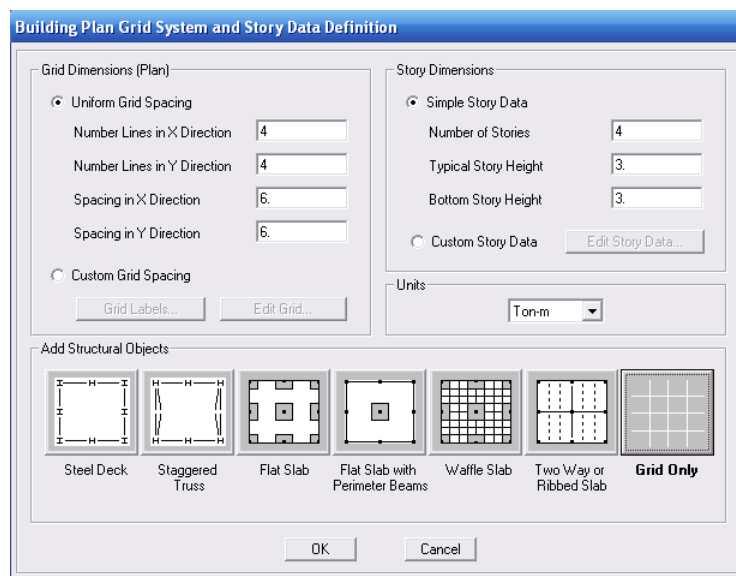 Building Plan Grid System and Story Data Definition
Grid Dimensions (Plan)
Uniform Grid Spacing
Number Lines in X Direction 4
Number Lines in Y Direction 4
Spacing in X Direction 6.
Spacing in Y Direction 6.
Custom Grid Spacing
Grid Labels... Edit Grid...
Story Dimensions
Simple Story Data
Number of Stories 4
Typical Story Height 3.
Bottom Story Height 3.
Custom Story Data Edit Story Data...
Units
Ton-m
Add Structural Objects
Steel Deck
Staggered
Truss
Flat Slab
Flat Slab with
Perimeter Beams
Waffle Slab
Two Way or
Ribbed Slab
Grid Only
OK Cancel